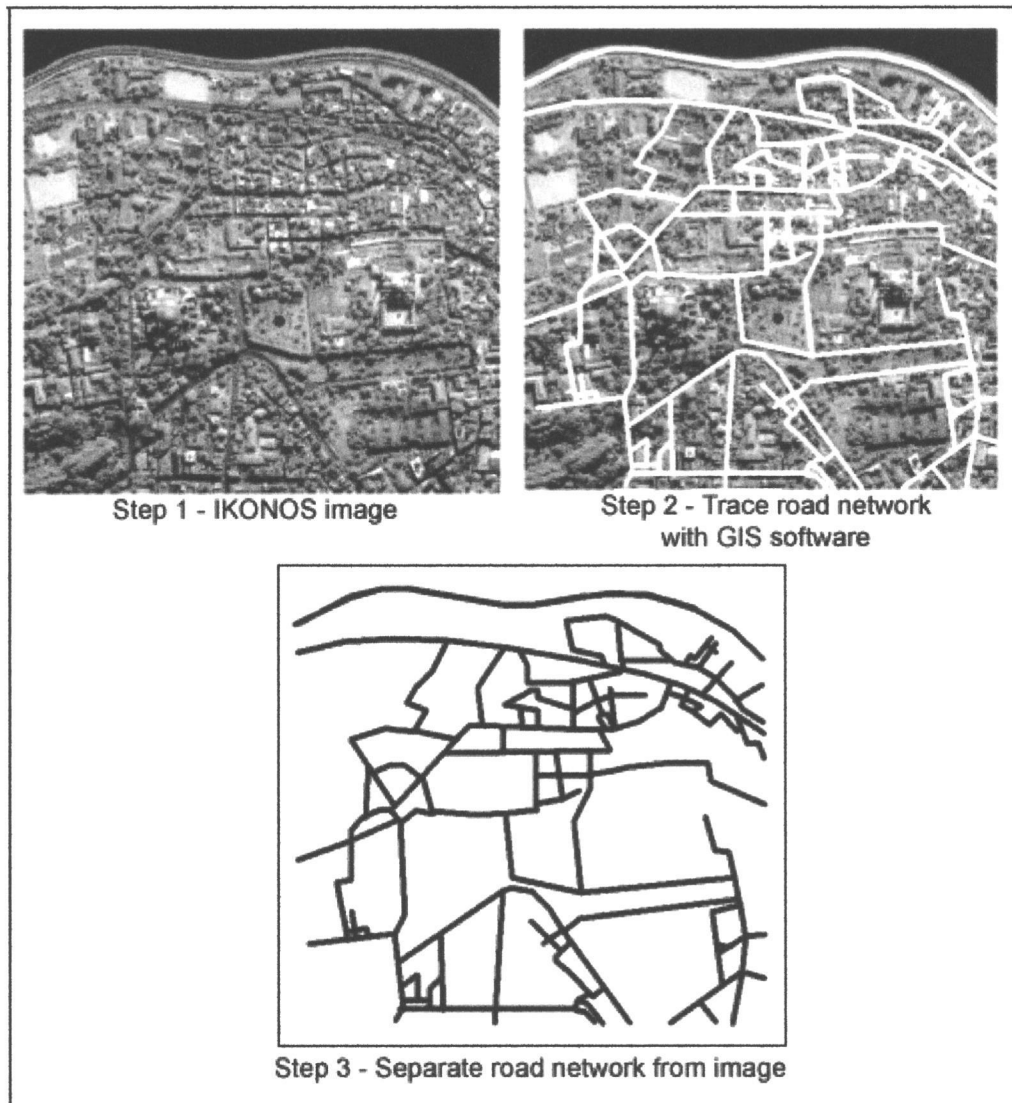 Step 1 - IKONOS image
Step 2 - Trace road network
with GIS software
Step 3 - Separate road network from image